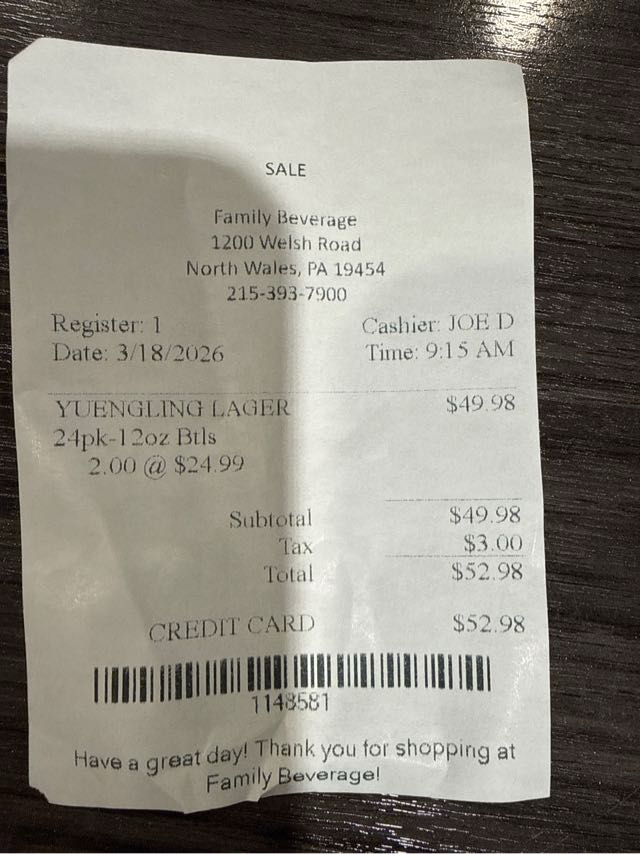 SALE
Family Beverage
1200 Welsh Road
North Wales, PA 19454
215-393-7900
Register: 1 Cashier: JOE D
Date: 3/18/2026 Time: 9:15 AM
YUENGLING LAGER $49.98
24pk-12oz Btls
2.00 @ $24.99
Subtotal $49.98
Tax $3.00
Total $52.98
CREDIT CARD $52.98
1148581
Have a great day! Thank you for shopping at
Family Beverage!